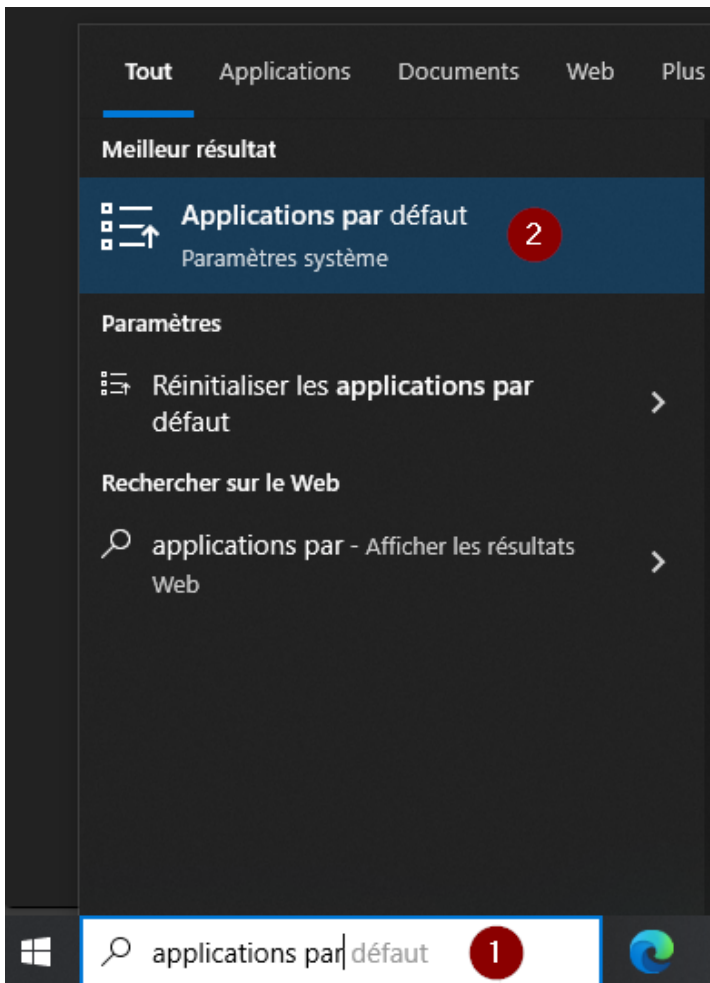 Tout Applications Documents Web Plus
Meilleur résultat
Applications par défaut
2
Paramètres système
Paramètres
Réinitialiser les applications par
défaut
Rechercher sur le Web
applications par - Afficher les résultats
Web
applications par défaut
1